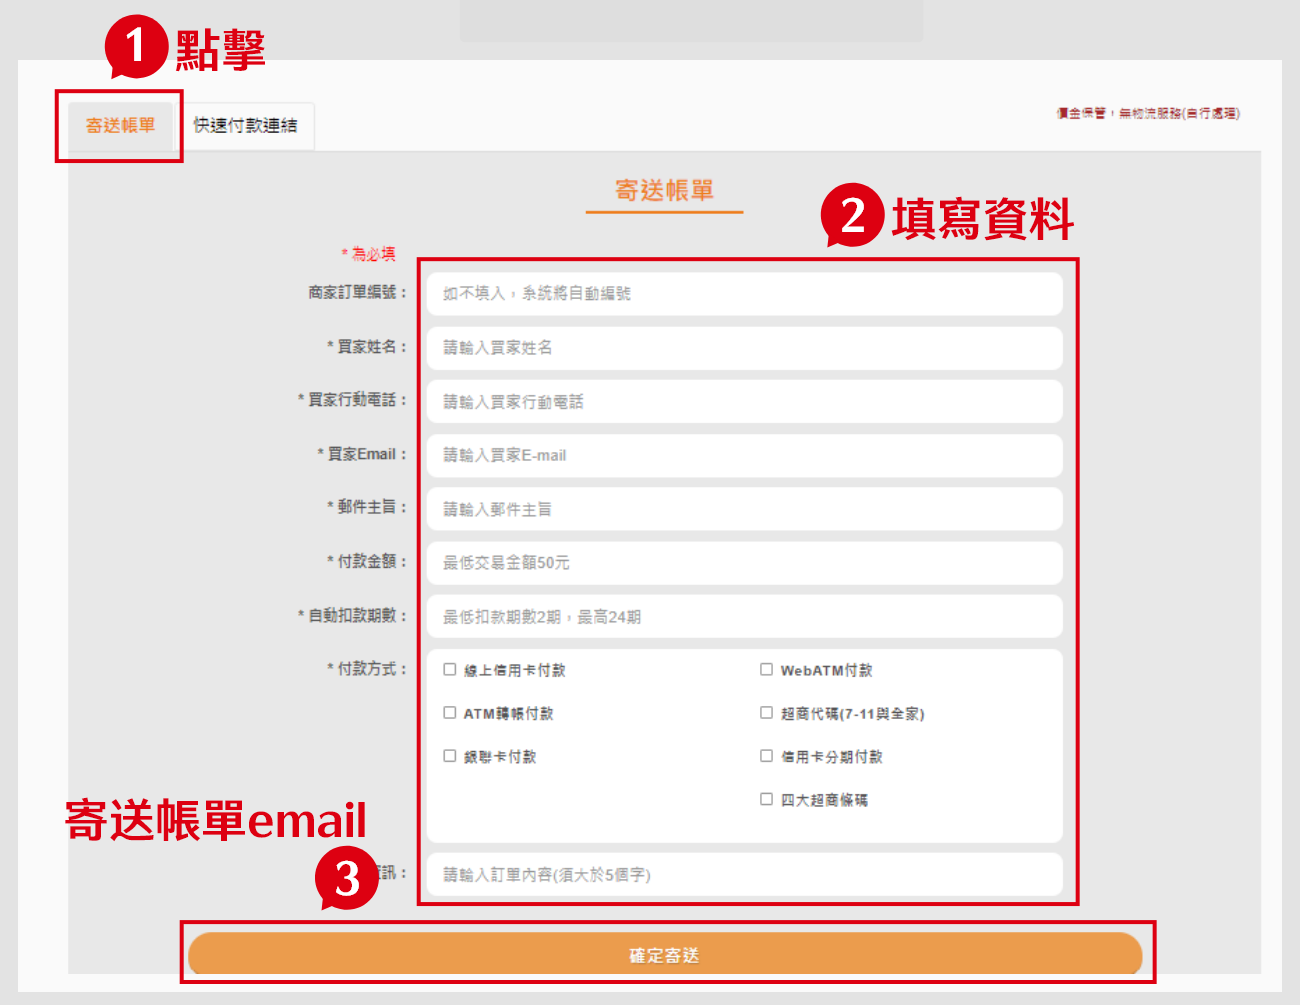 1 點擊
寄送帳單 快速付款連結
價金保管，無物流服務(自行處理)
寄送帳單
2 填寫資料
* 為必填
商家訂單編號： 如不填入，系統將自動編號
* 買家姓名： 請輸入買家姓名
* 買家行動電話： 請輸入買家行動電話
* 買家Email： 請輸入買家E-mail
* 郵件主旨： 請輸入郵件主旨
* 付款金額： 最低交易金額50元
* 自動扣款期數： 最低扣款期數2期，最高24期
* 付款方式： 線上信用卡付款 WebATM付款
ATM轉帳付款 超商代碼(7-11與全家)
銀聯卡付款 信用卡分期付款
四大超商條碼
寄送帳單email
3 訊： 請輸入訂單內容(須大於5個字)
確定寄送